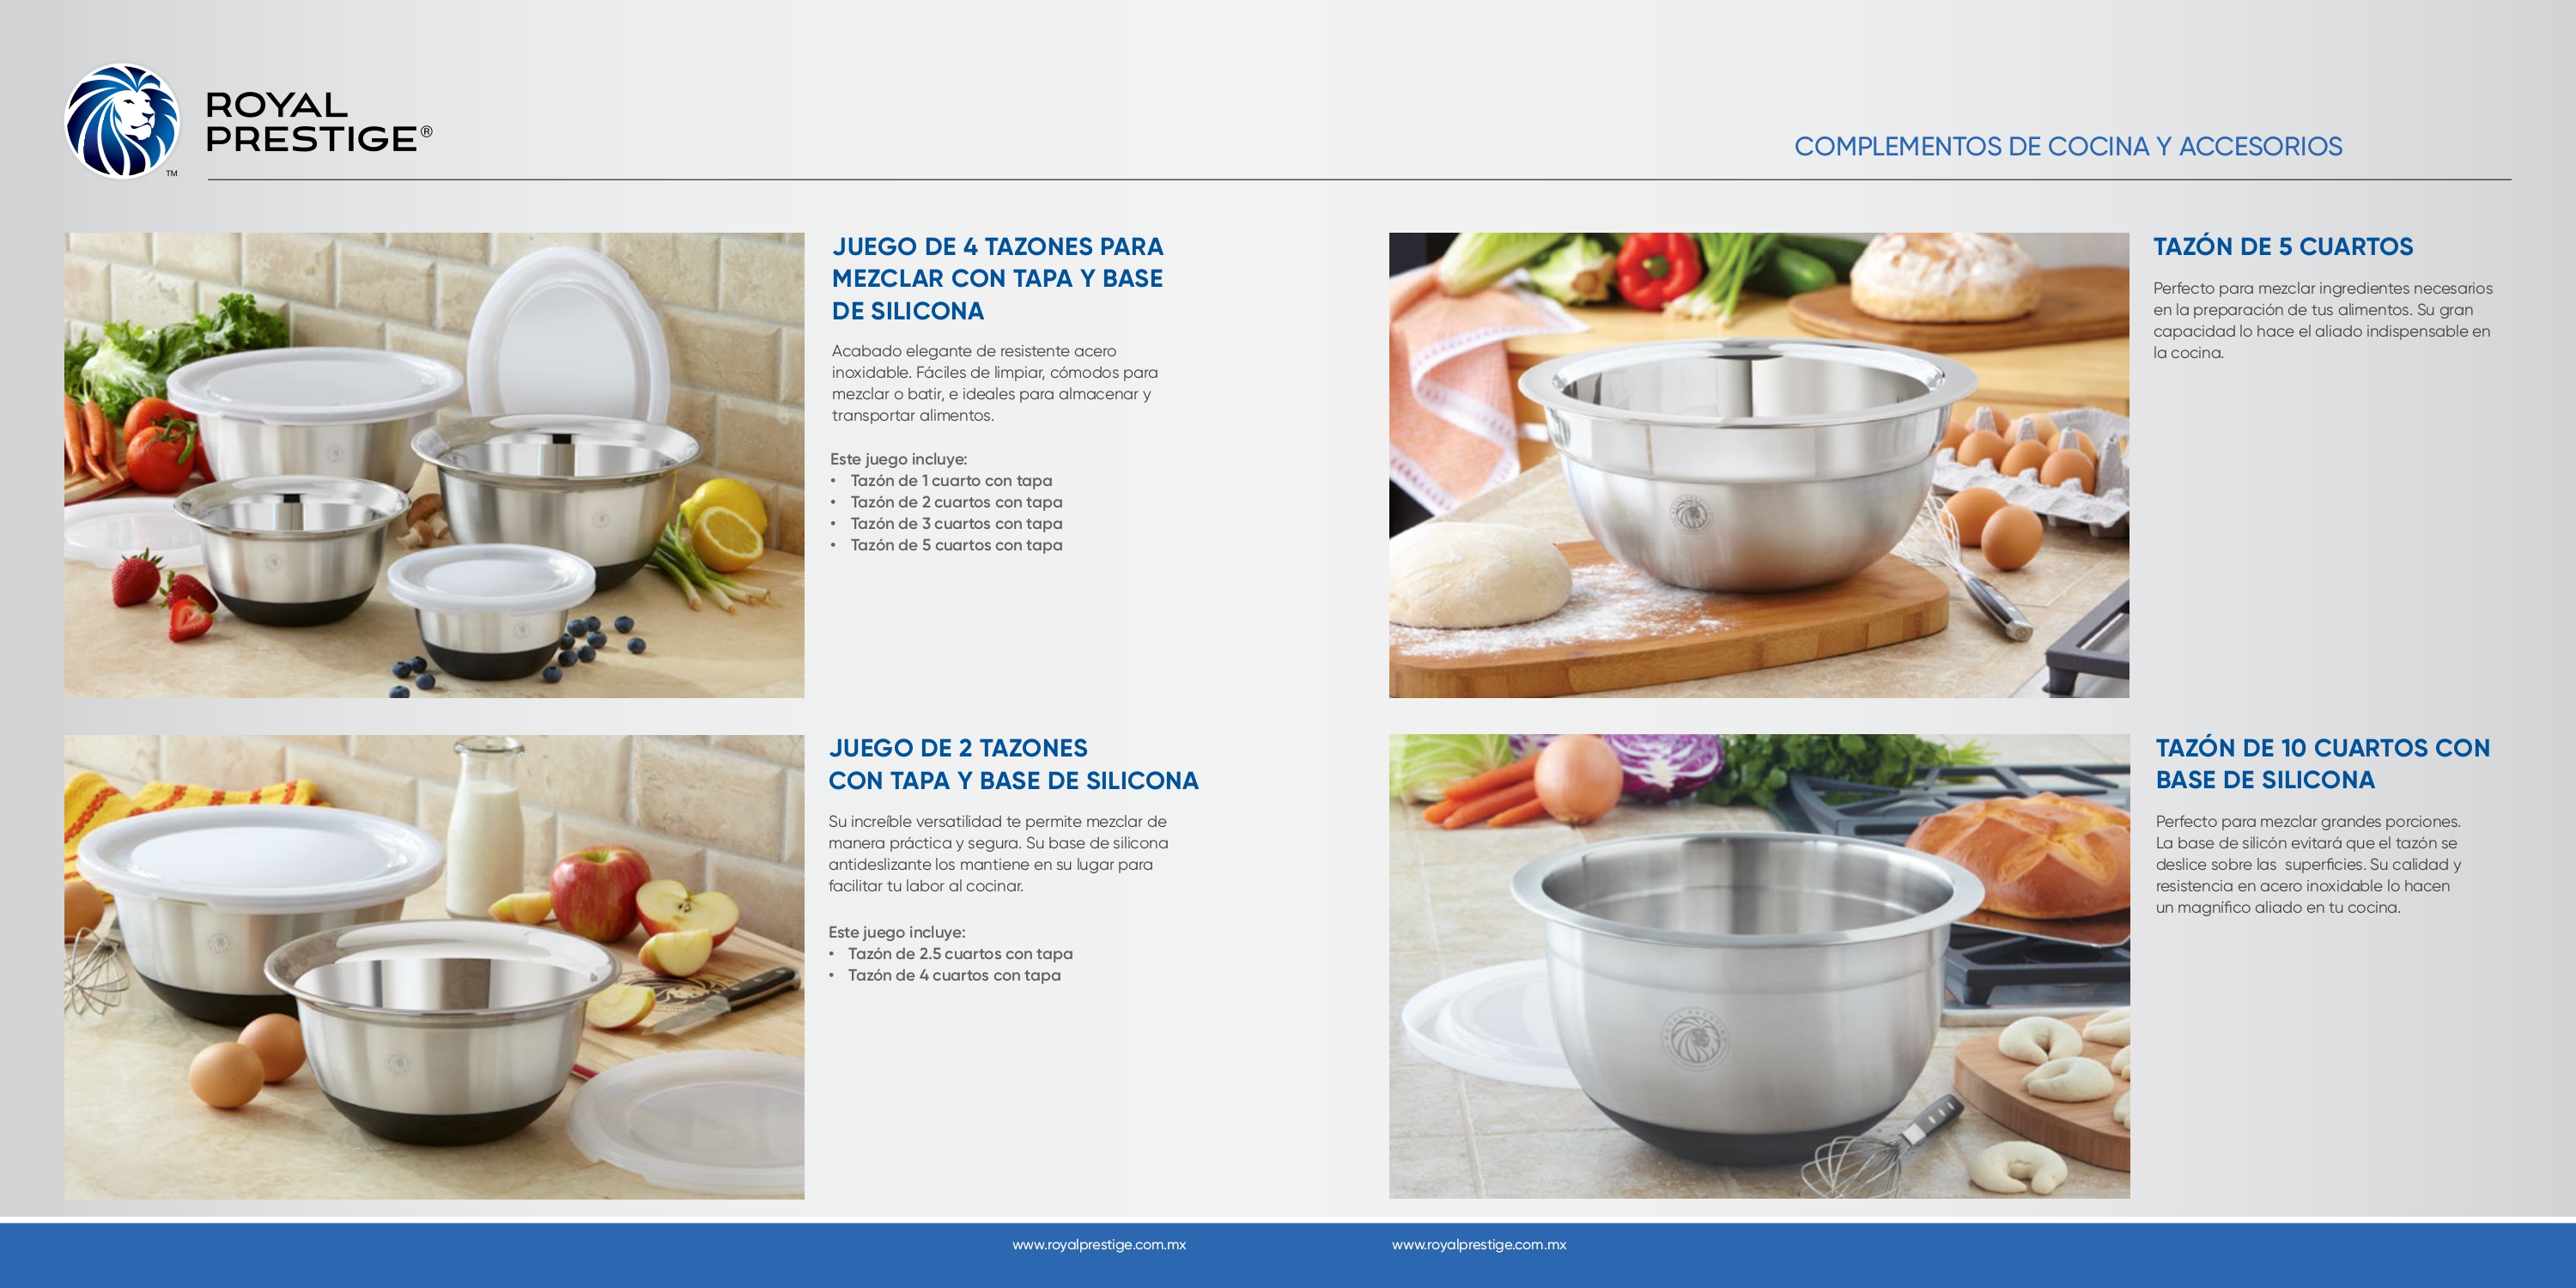 ROYAL
PRESTIGE®
TM
COMPLEMENTOS DE COCINA Y ACCESORIOS
JUEGO DE 4 TAZONES PARA
MEZCLAR CON TAPA Y BASE
DE SILICONA
Acabado elegante de resistente acero
inoxidable. Fáciles de limpiar, cómodos para
mezclar o batir, e ideales para almacenar y
transportar alimentos.
Este juego incluye:
• Tazón de 1 cuarto con tapa
• Tazón de 2 cuartos con tapa
• Tazón de 3 cuartos con tapa
• Tazón de 5 cuartos con tapa
JUEGO DE 2 TAZONES
CON TAPA Y BASE DE SILICONA
Su increíble versatilidad te permite mezclar de
manera práctica y segura. Su base de silicona
antideslizante los mantiene en su lugar para
facilitar tu labor al cocinar.
Este juego incluye:
• Tazón de 2.5 cuartos con tapa
• Tazón de 4 cuartos con tapa
TAZÓN DE 5 CUARTOS
Perfecto para mezclar ingredientes necesarios
en la preparación de tus alimentos. Su gran
capacidad lo hace el aliado indispensable en
la cocina.
TAZÓN DE 10 CUARTOS CON
BASE DE SILICONA
Perfecto para mezclar grandes porciones.
La base de silicón evitará que el tazón se
deslice sobre las superficies. Su calidad y
resistencia en acero inoxidable lo hacen
un magnífico aliado en tu cocina.
ROYAL PRESTIGE
www.royalprestige.com.mx
www.royalprestige.com.mx